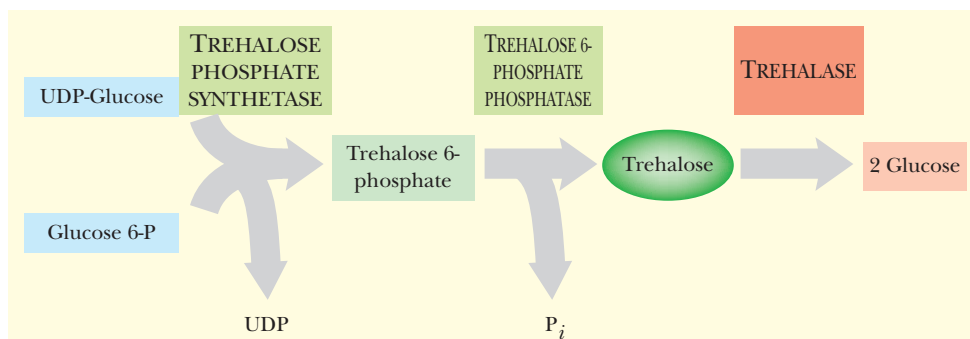 TREHALOSE
PHOSPHATE
SYNTHETASE
TREHALOSE 6-
PHOSPHATE
PHOSPHATASE
TREHALASE
UDP-Glucose
Trehalose 6-
phosphate
Trehalose
2 Glucose
Glucose 6-P
UDP
Pi